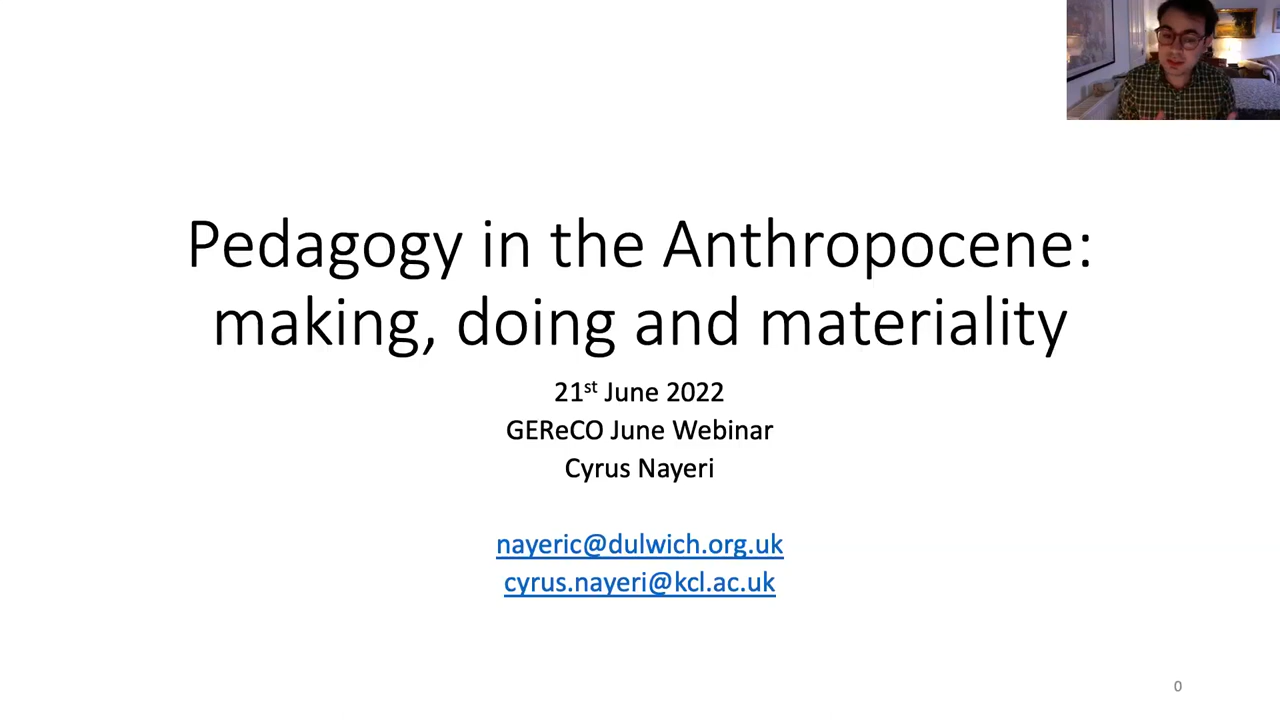 Pedagogy in the Anthropocene:
making, doing and materiality
21st June 2022
GEReCO June Webinar
Cyrus Nayeri
nayeric@dulwich.org.uk
cyrus.nayeri@kcl.ac.uk
0